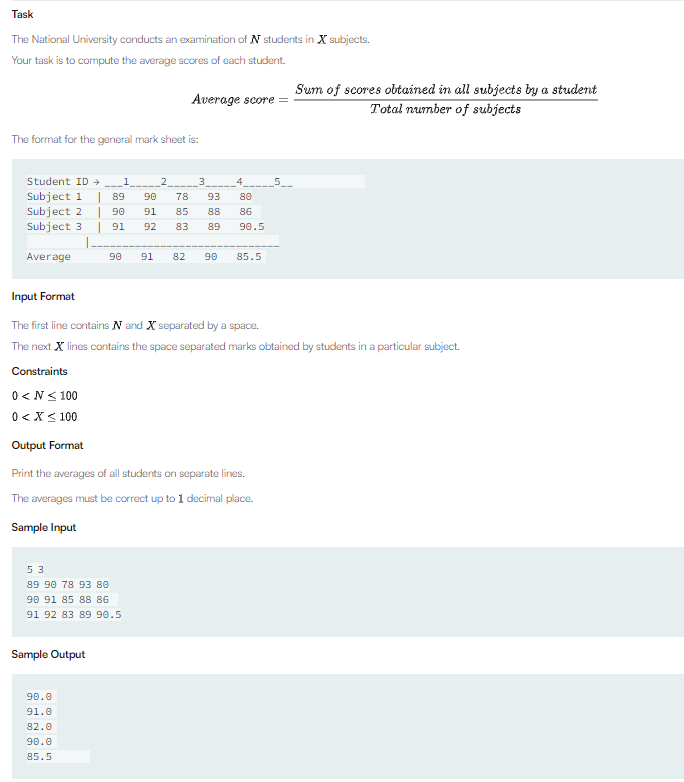 Task
The National University conducts an examination of N students in X subjects.
Your task is to compute the average scores of each student.
Average score = Sum of scores obtained in all subjects by a student / Total number of subjects
The format for the general mark sheet is:
Student ID → ___1_____2_____3_____4_____5__
Subject 1 | 89 90 78 93 80
Subject 2 | 90 91 85 88 86
Subject 3 | 91 92 83 89 90.5
|______________________________
Average 90 91 82 90 85.5
Input Format
The first line contains N and X separated by a space.
The next X lines contains the space separated marks obtained by students in a particular subject.
Constraints
0 < N ≤ 100
0 < X ≤ 100
Output Format
Print the averages of all students on separate lines.
The averages must be correct up to 1 decimal place.
Sample Input
5 3
89 90 78 93 80
90 91 85 88 86
91 92 83 89 90.5
Sample Output
90.0
91.0
82.0
90.0
85.5